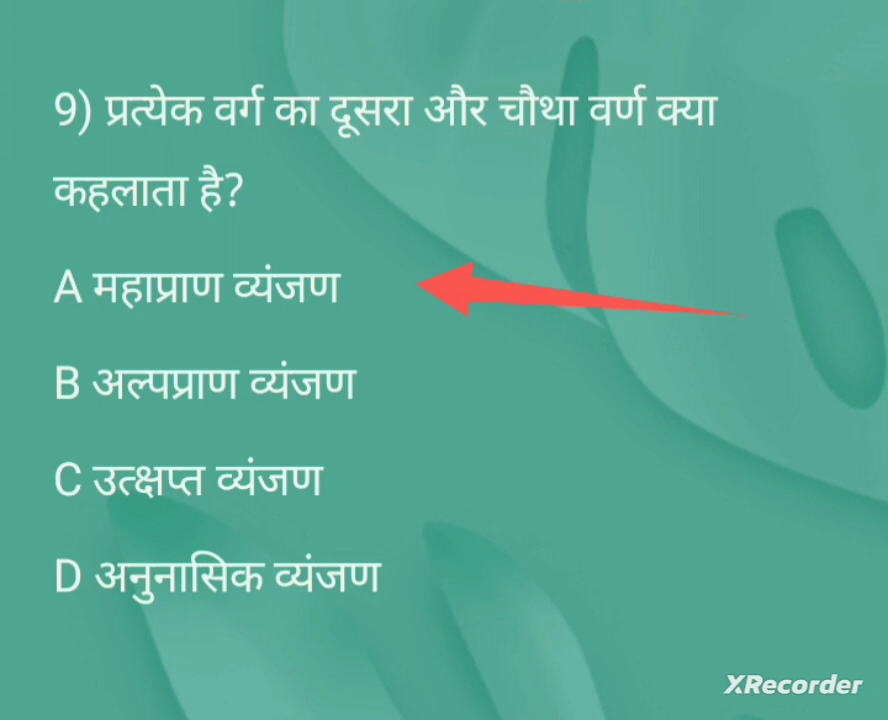 9) प्रत्येक वर्ग का दूसरा और चौथा वर्ण क्या
कहलाता है?
A महाप्राण व्यंजण
B अल्पप्राण व्यंजण
C उत्क्षप्त व्यंजण
D अनुनासिक व्यंजण
XRecorder